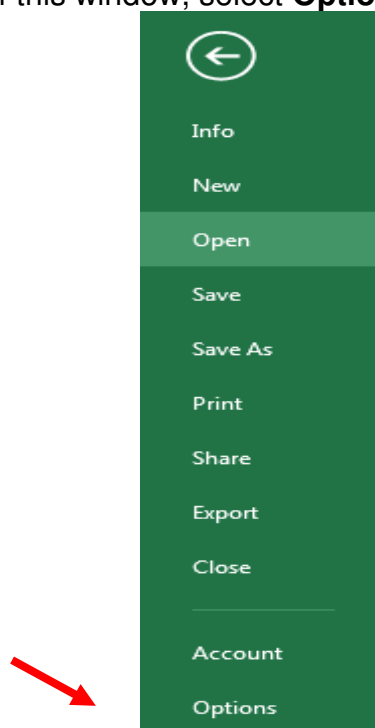 this window, select
Info
New
Open
Save
Save As
Print
Share
Export
Close
Account
Options